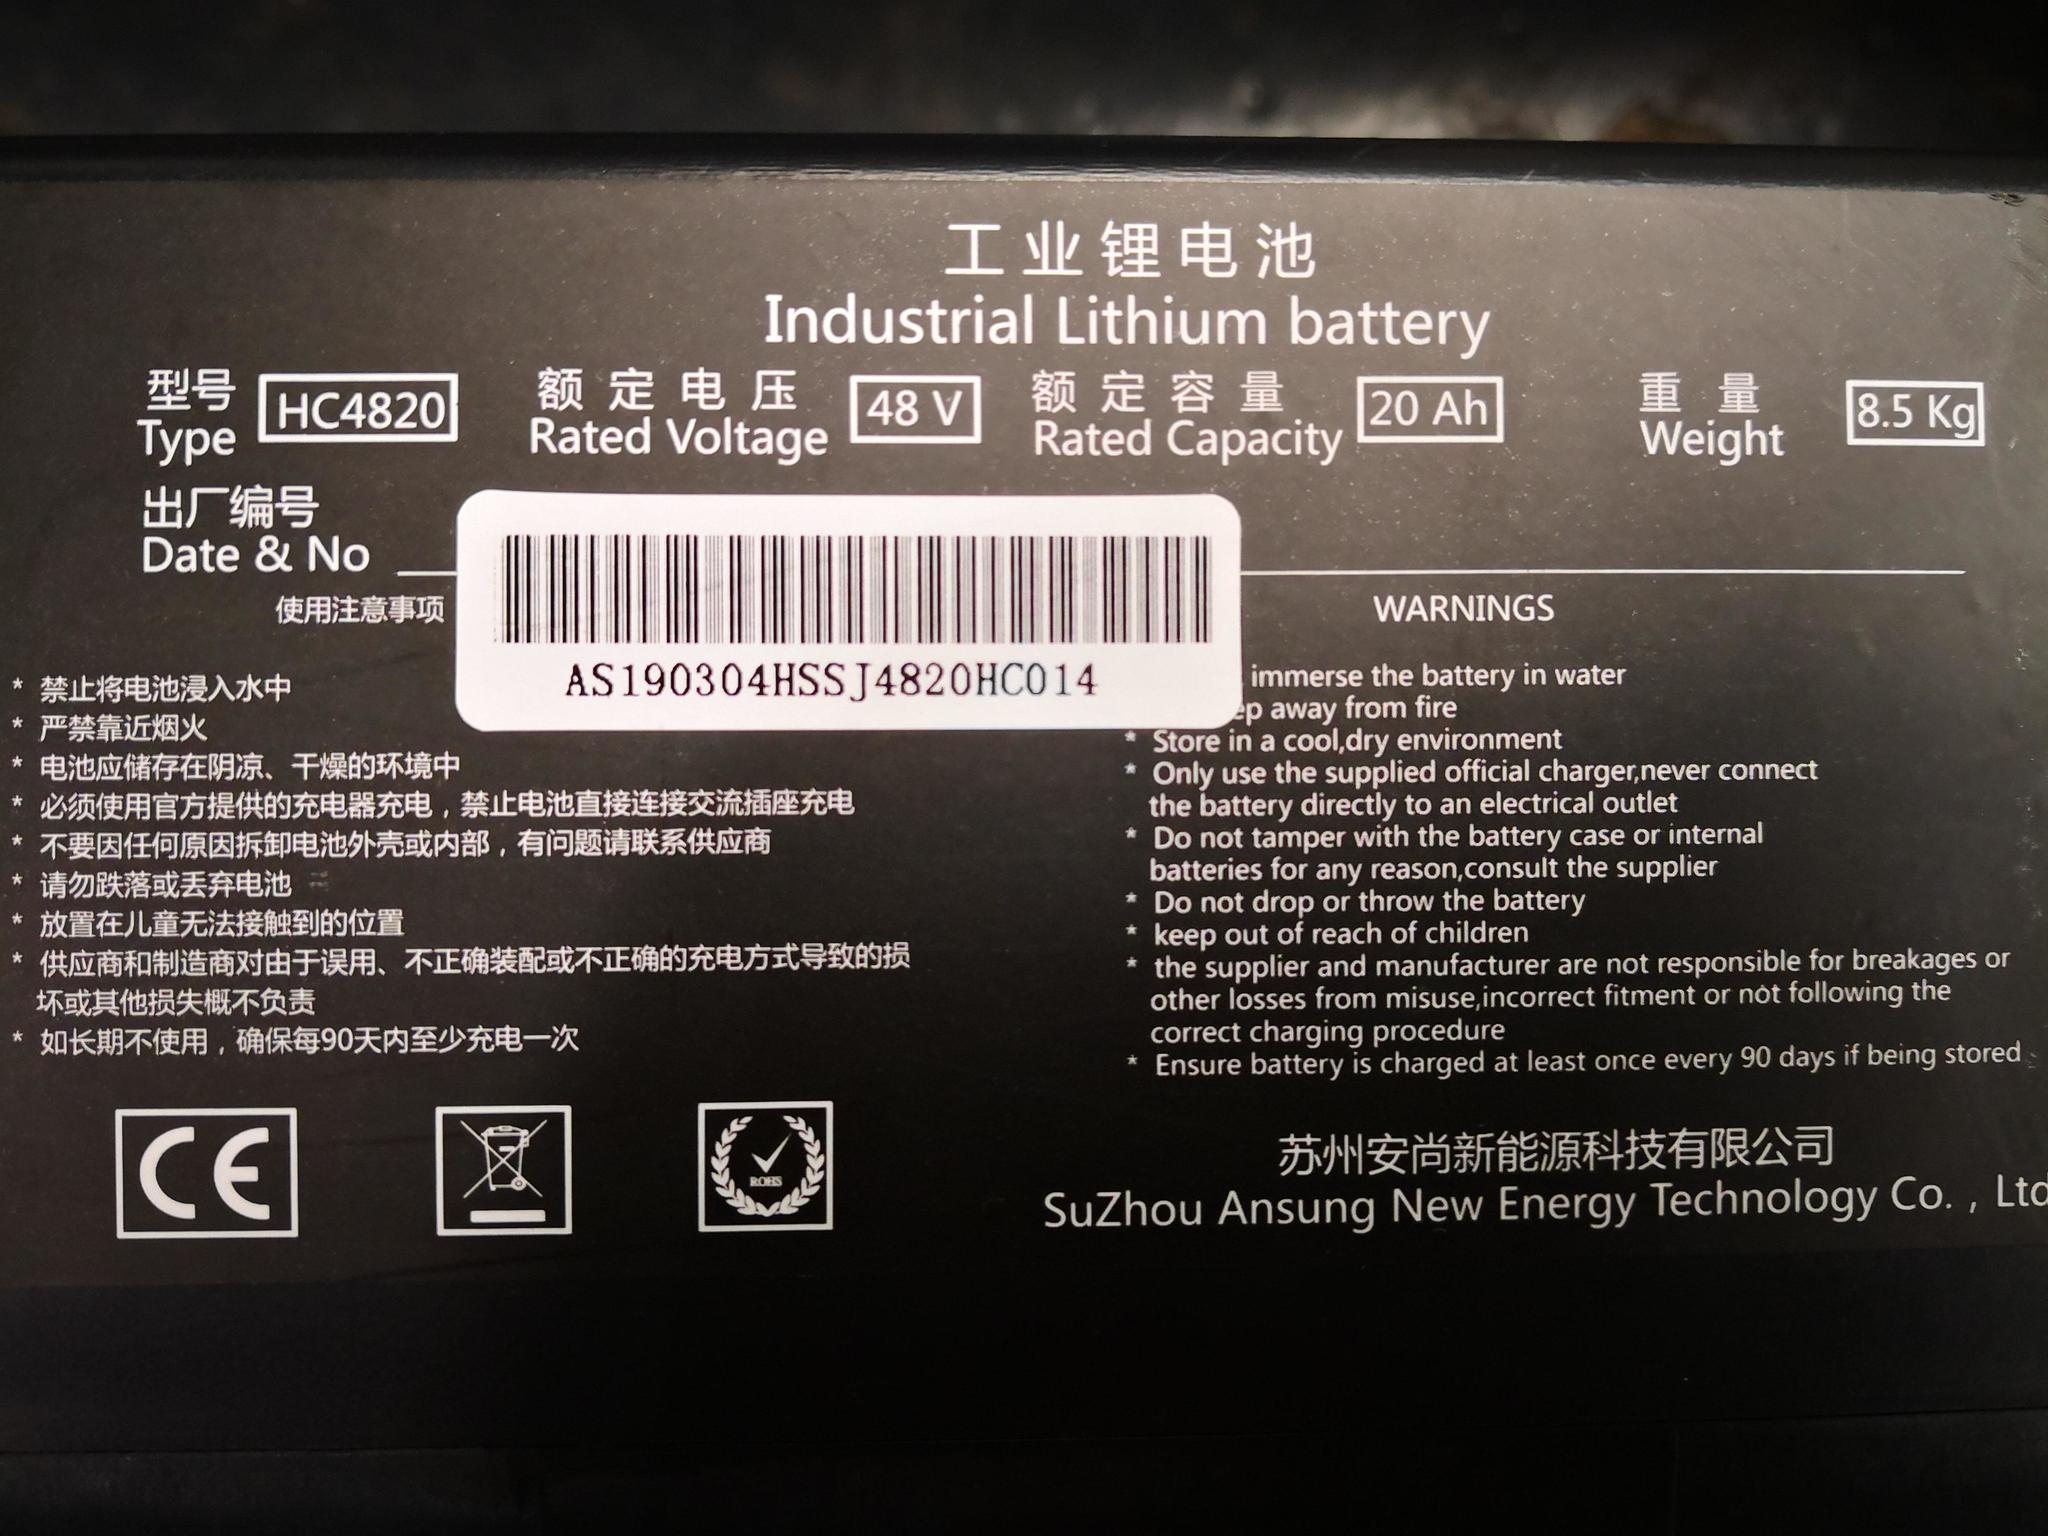 工业锂电池
Industrial Lithium battery
型号 HC4820 额定电压 48 V 额定容量 20 Ah 重量 8.5 Kg
Type Rated Voltage Rated Capacity Weight
出厂编号
Date & No
AS190304HSSJ4820HC014
使用注意事项
* 禁止将电池浸入水中
* 严禁靠近烟火
* 电池应储存在阴凉、干燥的环境中
* 必须使用官方提供的充电器充电，禁止电池直接连接交流插座充电
* 不要因任何原因拆卸电池外壳或内部，有问题请联系供应商
* 请勿跌落或丢弃电池
* 放置在儿童无法接触到的位置
* 供应商和制造商对由于误用、不正确装配或不正确的充电方式导致的损
坏或其他损失概不负责
* 如长期不使用，确保每90天内至少充电一次
WARNINGS
immerse the battery in water
ep away from fire
* Store in a cool,dry environment
* Only use the supplied official charger,never connect
the battery directly to an electrical outlet
* Do not tamper with the battery case or internal
batteries for any reason,consult the supplier
* Do not drop or throw the battery
* keep out of reach of children
* the supplier and manufacturer are not responsible for breakages or
other losses from misuse,incorrect fitment or not following the
correct charging procedure
* Ensure battery is charged at least once every 90 days if being stored
CE
ROHS
苏州安尚新能源科技有限公司
SuZhou Ansung New Energy Technology Co. , Ltd